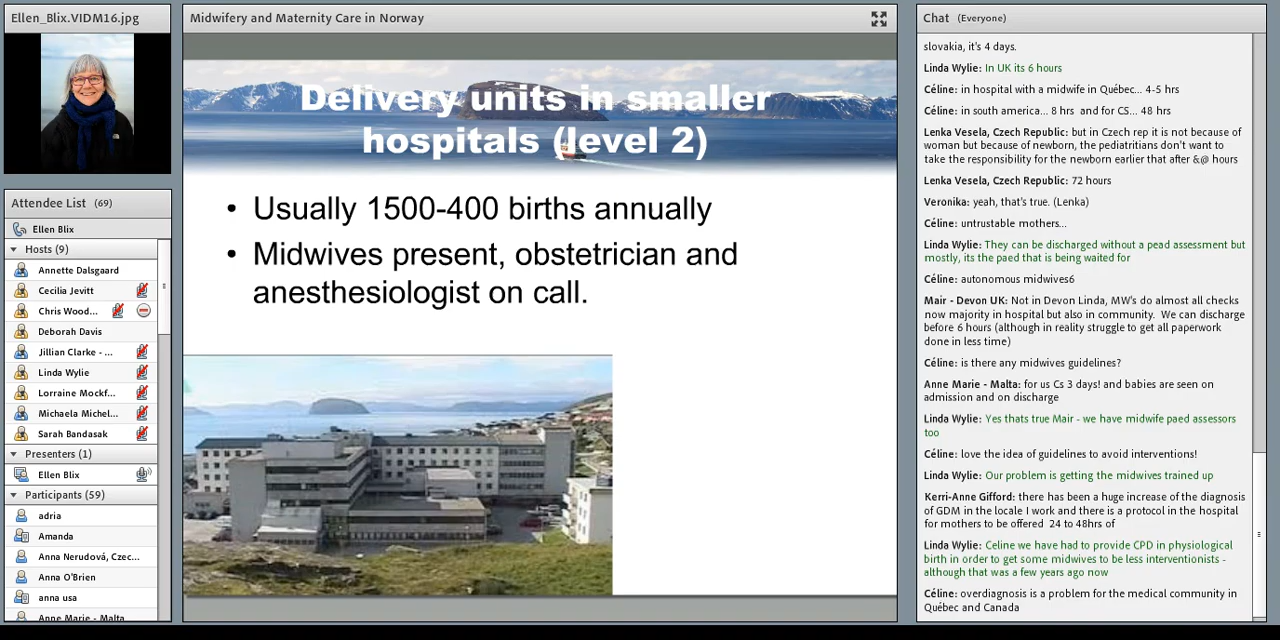 Ellen_Blix.VIDM16.jpg
Attendee List (69)
Ellen Blix
Hosts (9)
Annette Dalsgaard
Cecilia Jevitt
Chris Wood...
Deborah Davis
Jillian Clarke - ...
Linda Wylie
Lorraine Mockf...
Michaela Michel...
Sarah Bandasak
Presenters (1)
Ellen Blix
Participants (59)
adria
Amanda
Anna Nerudová, Czec...
Anna O'Brien
anna usa
Anne Marie - Malta
Midwifery and Maternity Care in Norway
Delivery units in smaller
hospitals (level 2)
• Usually 1500-400 births annually
• Midwives present, obstetrician and
anesthesiologist on call.
Chat (Everyone)
slovakia, it's 4 days.
Linda Wylie: In UK its 6 hours
Céline: in hospital with a midwife in Québec... 4-5 hrs
Céline: in south america... 8 hrs and for CS... 48 hrs
Lenka Vesela, Czech Republic: but in Czech rep it is not because of
woman but because of newborn, the pediatritians don't want to
take the responsibility for the newborn earlier that after &@ hours
Lenka Vesela, Czech Republic: 72 hours
Veronika: yeah, that's true. (Lenka)
Céline: untrustable mothers...
Linda Wylie: They can be discharged without a pead assessment but
mostly, its the paed that is being waited for
Céline: autonomous midwives6
Mair - Devon UK: Not in Devon Linda, MW's do almost all checks
now majority in hospital but also in community. We can discharge
before 6 hours (although in reality struggle to get all paperwork
done in less time)
Céline: is there any midwives guidelines?
Anne Marie - Malta: for us Cs 3 days! and babies are seen on
admission and on discharge
Linda Wylie: Yes thats true Mair - we have midwife paed assessors
too
Céline: love the idea of guidelines to avoid interventions!
Linda Wylie: Our problem is getting the midwives trained up
Kerri-Anne Gifford: there has been a huge increase of the diagnosis
of GDM in the locale I work and there is a protocol in the hospital
for mothers to be offered 24 to 48hrs of
Linda Wylie: Celine we have had to provide CPD in physiological
birth in order to get some midwives to be less interventionists -
although that was a few years ago now
Céline: overdiagnosis is a problem for the medical community in
Québec and Canada